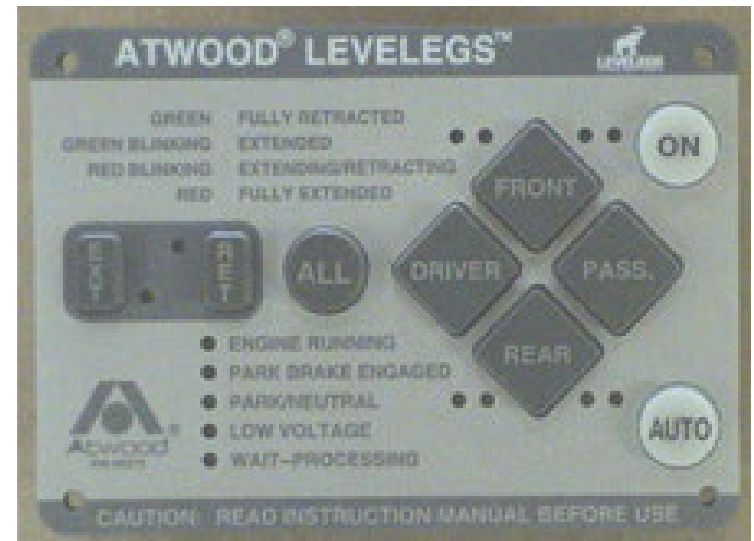 ATWOOD® LEVELEGS™
LEVELEGS
GREEN FULLY RETRACTED
GREEN BLINKING EXTENDED
RED BLINKING EXTENDING/RETRACTING
RED FULLY EXTENDED
ON
FRONT
EXT
RET
ALL
DRIVER
PASS.
REAR
ENGINE RUNNING
PARK BRAKE ENGAGED
PARK/NEUTRAL
LOW VOLTAGE
WAIT-PROCESSING
AUTO
Atwood®
CAUTION: READ INSTRUCTION MANUAL BEFORE USE